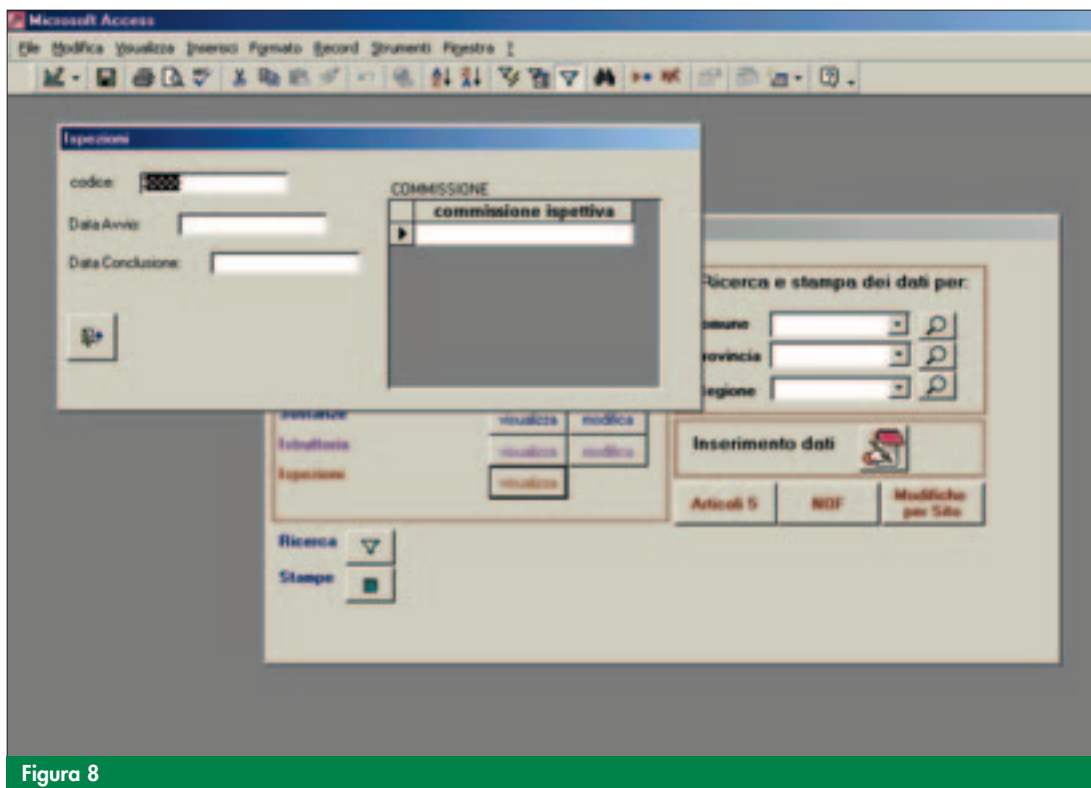 Microsoft Access
File Modifica Visualizza Inserisci Formato Record Strumenti Finestra ?
Ispezioni
codice:
Data Avvio:
Data Conclusione:
COMMISSIONE
commissione ispettiva
Ricerca e stampa dei dati per:
omune
rovincia
egione
Sostanze visualizza modifica
Istruttoria visualizza modifica
Ispezioni visualizza
Inserimento dati
Articoli 5
NOF
Modifiche
per Sito
Ricerca
Stampe
Figura 8